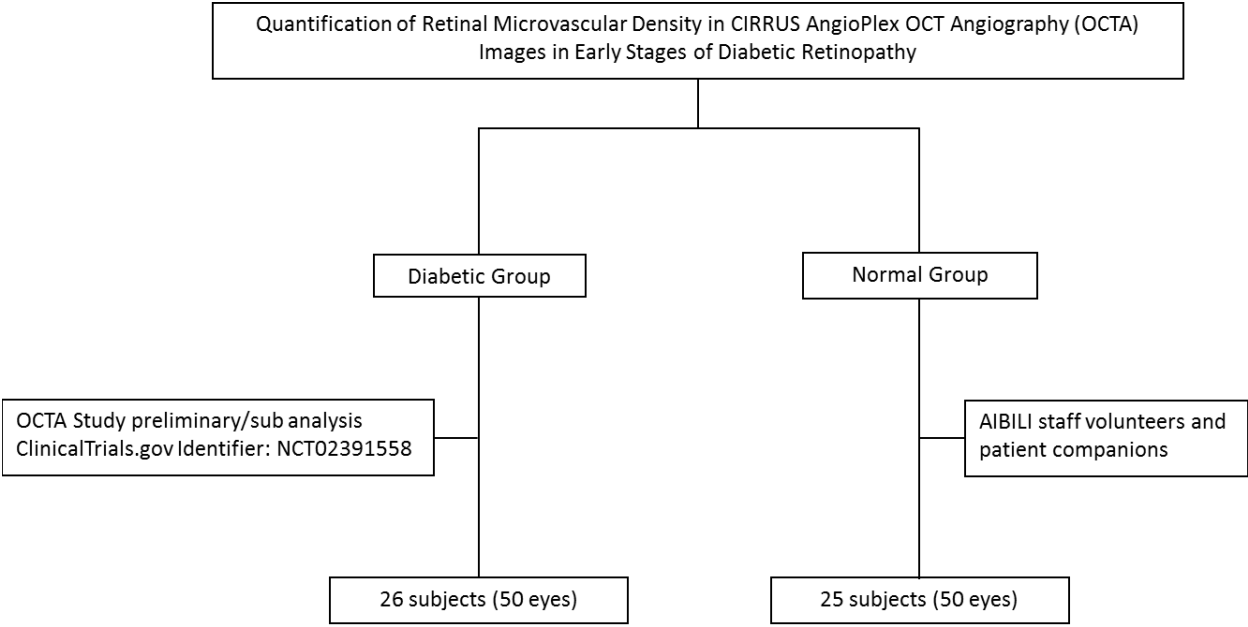 Quantification of Retinal Microvascular Density in CIRRUS AngioPlex OCT Angiography (OCTA)
Images in Early Stages of Diabetic Retinopathy
Diabetic Group
Normal Group
OCTA Study preliminary/sub analysis
ClinicalTrials.gov Identifier: NCT02391558
AIBILI staff volunteers and
patient companions
26 subjects (50 eyes)
25 subjects (50 eyes)